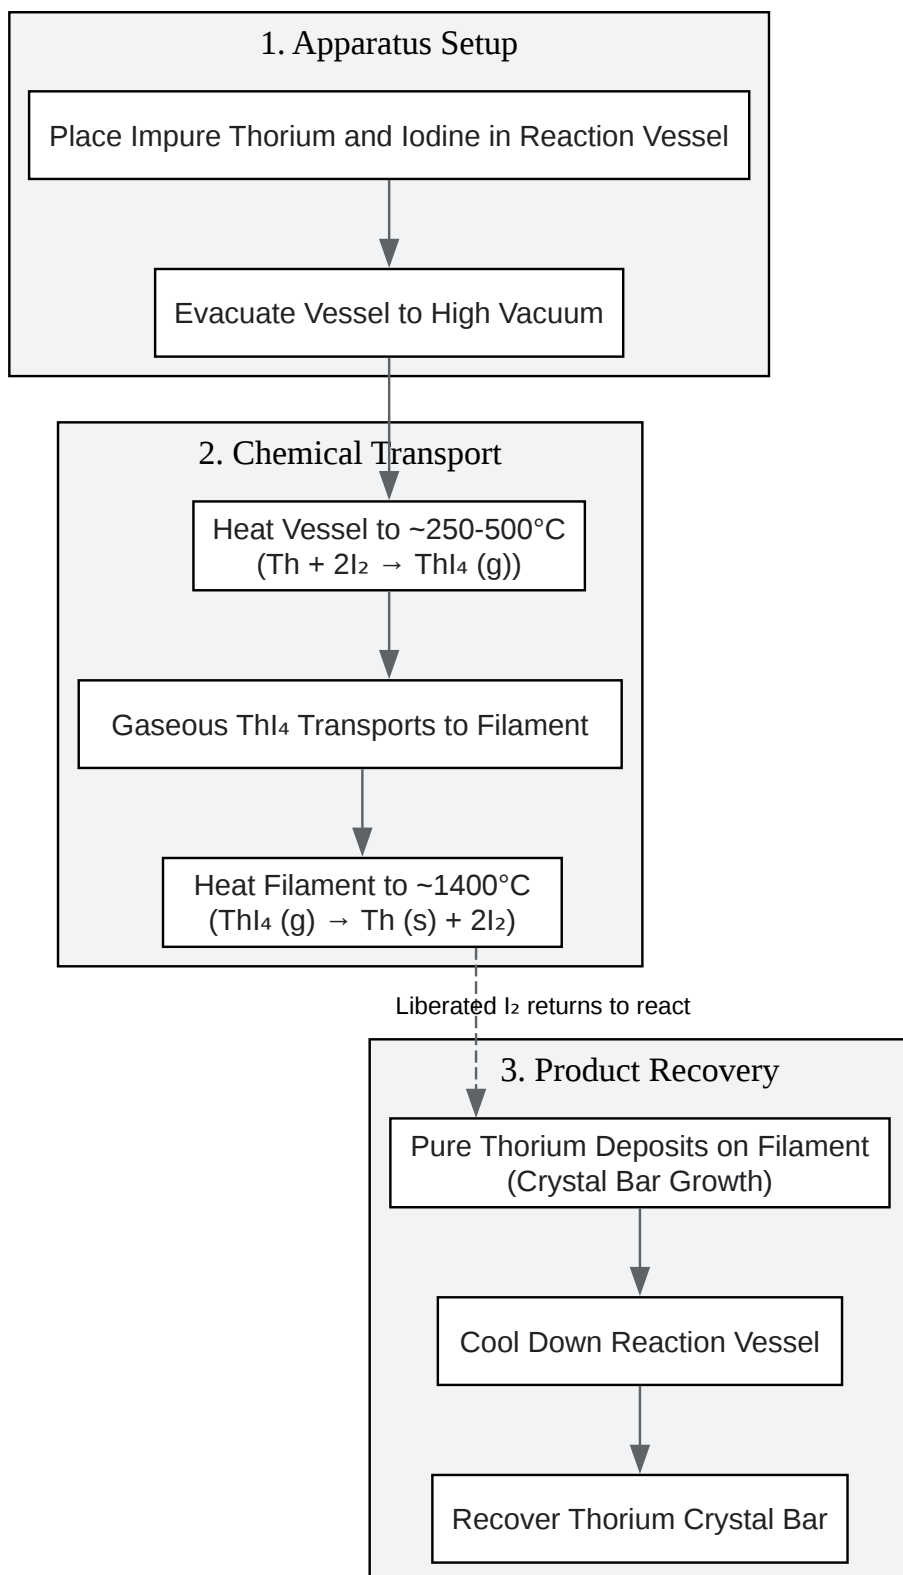 1. Apparatus Setup
Place Impure Thorium and Iodine in Reaction Vessel
Evacuate Vessel to High Vacuum
2. Chemical Transport
Heat Vessel to ~250-500°C
(Th + 2I₂ → ThI₄ (g))
Gaseous ThI₄ Transports to Filament
Heat Filament to ~1400°C
(ThI₄ (g) → Th (s) + 2I₂)
Liberated I₂ returns to react
3. Product Recovery
Pure Thorium Deposits on Filament
(Crystal Bar Growth)
Cool Down Reaction Vessel
Recover Thorium Crystal Bar